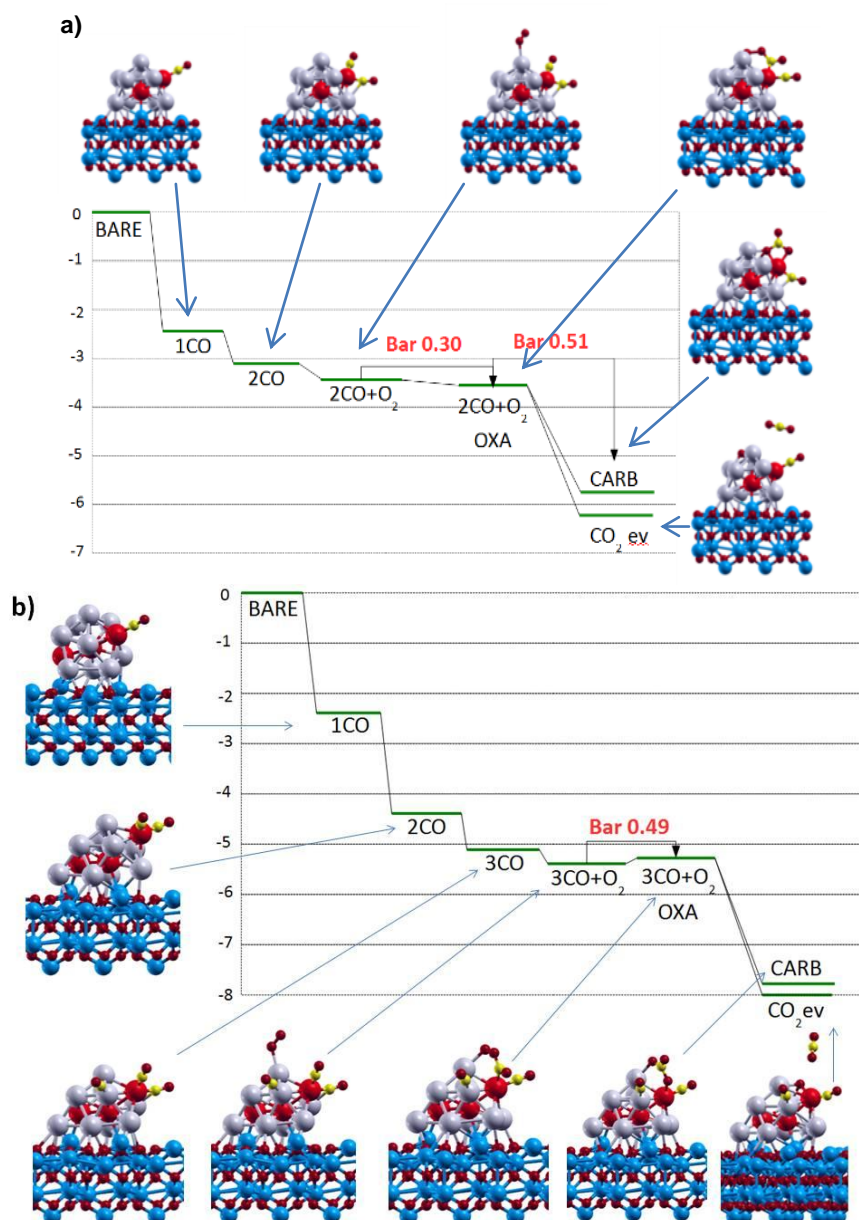 a)
0
BARE
-1
-2
1CO
-3
2CO
Bar 0.30
Bar 0.51
2CO+O₂
2CO+O₂
OXA
-4
-5
CARB
-6
CO₂ ev
-7
b)
0
BARE
-1
-2
1CO
-3
-4
2CO
-5
3CO
Bar 0.49
3CO+O₂
3CO+O₂
OXA
-6
-7
CARB
-8
CO₂ev